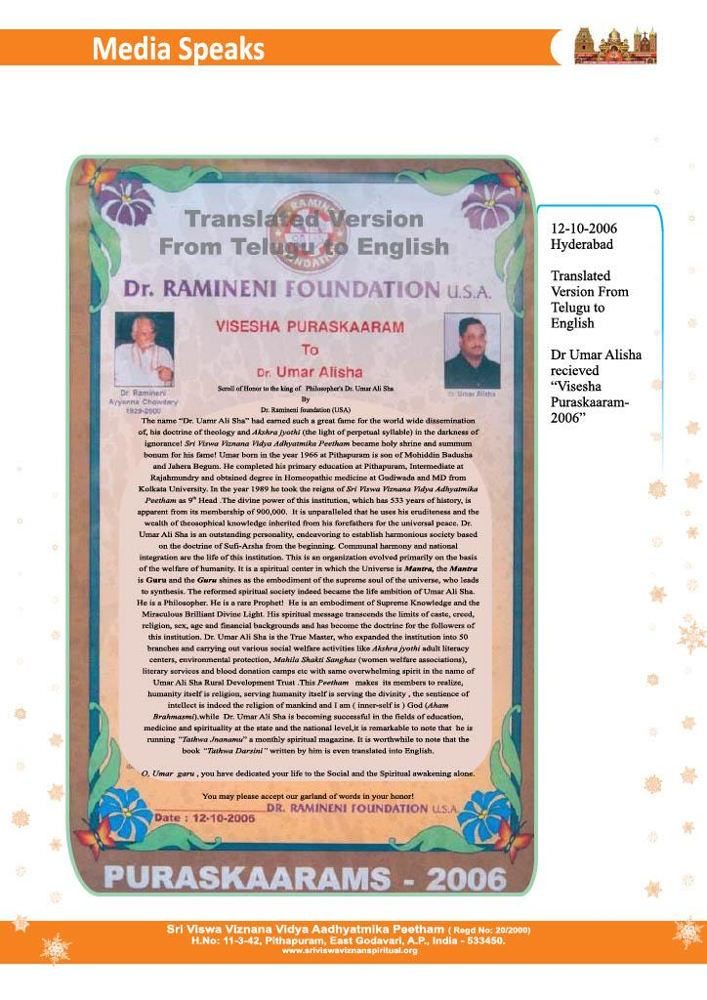 Media Speaks
Translated Version
From Telugu to English
Dr. RAMINENI FOUNDATION U.S.A.
VISESHA PURASKAARAM
To
Dr. Umar Alisha
Dr. Ramineni
Ayyanna Chowdary
1929-2000
Dr. Umar Alisha
Scroll of Honor to the king of Philosopher's Dr. Umar Ali Sha
By
Dr. Ramineni foundation (USA)
The name “Dr. Uamr Ali Sha” had earned such a great fame for the world wide dissemination
of, his doctrine of theology and Akshra jyothi (the light of perpetual syllable) in the darkness of
ignorance! Sri Viswa Viznana Vidya Adhyatmika Peetham became holy shrine and summum
bonum for his fame! Umar born in the year 1966 at Pithapuram is son of Mohiddin Badusha
and Jahera Begum. He completed his primary education at Pithapuram, Intermediate at
Rajahmundry and obtained degree in Homeopathic medicine at Gudiwada and MD from
Kolkata University. In the year 1989 he took the reigns of Sri Viswa Viznana Vidya Adhyatmika
Peetham as 9th Head .The divine power of this institution, which has 533 years of history, is
apparent from its membership of 900,000. It is unparalleled that he uses his eruditeness and the
wealth of theosophical knowledge inherited from his forefathers for the universal peace. Dr.
Umar Ali Sha is an outstanding personality, endeavoring to establish harmonious society based
on the doctrine of Sufi-Arsha from the beginning. Communal harmony and national
integration are the life of this institution. This is an organization evolved primarily on the basis
of the welfare of humanity. It is a spiritual center in which the Universe is Mantra, the Mantra
is Guru and the Guru shines as the embodiment of the supreme soul of the universe, who leads
to synthesis. The reformed spiritual society indeed became the life ambition of Umar Ali Sha.
He is a Philosopher. He is a rare Prophet! He is an embodiment of Supreme Knowledge and the
Miraculous Brilliant Divine Light. His spiritual message transcends the limits of caste, creed,
religion, sex, age and financial backgrounds and has become the doctrine for the followers of
this institution. Dr. Umar Ali Sha is the True Master, who expanded the institution into 50
branches and carrying out various social welfare activities like Akshra jyothi adult literacy
centers, environmental protection, Mahila Shakti Sanghas (women welfare associations),
literary services and blood donation camps etc with same overwhelming spirit in the name of
Umar Ali Sha Rural Development Trust .This Peetham makes its members to realize,
humanity itself is religion, serving humanity itself is serving the divinity , the sentience of
intellect is indeed the religion of mankind and I am ( inner-self is ) God (Aham
Brahmasmi).while Dr. Umar Ali Sha is becoming successful in the fields of education,
medicine and spirituality at the state and the national level,it is remarkable to note that he is
running “Tathwa Jnanamu” a monthly spiritual magazine. It is worthwhile to note that the
book “Tathwa Darsini” written by him is even translated into English.
O, Umar garu , you have dedicated your life to the Social and the Spiritual awakening alone.
You may please accept our garland of words in your honor!
DR. RAMINENI FOUNDATION U.S.A.
Date : 12-10-2006
PURASKAARAMS - 2006
12-10-2006
Hyderabad
Translated
Version From
Telugu to
English
Dr Umar Alisha
recieved
“Visesha
Puraskaaram-
2006”
Sri Viswa Viznana Vidya Aadhyatmika Peetham ( Regd No: 20/2000)
H.No: 11-3-42, Pithapuram, East Godavari, A.P., India - 533450.
www.sriviswaviznanspiritual.org